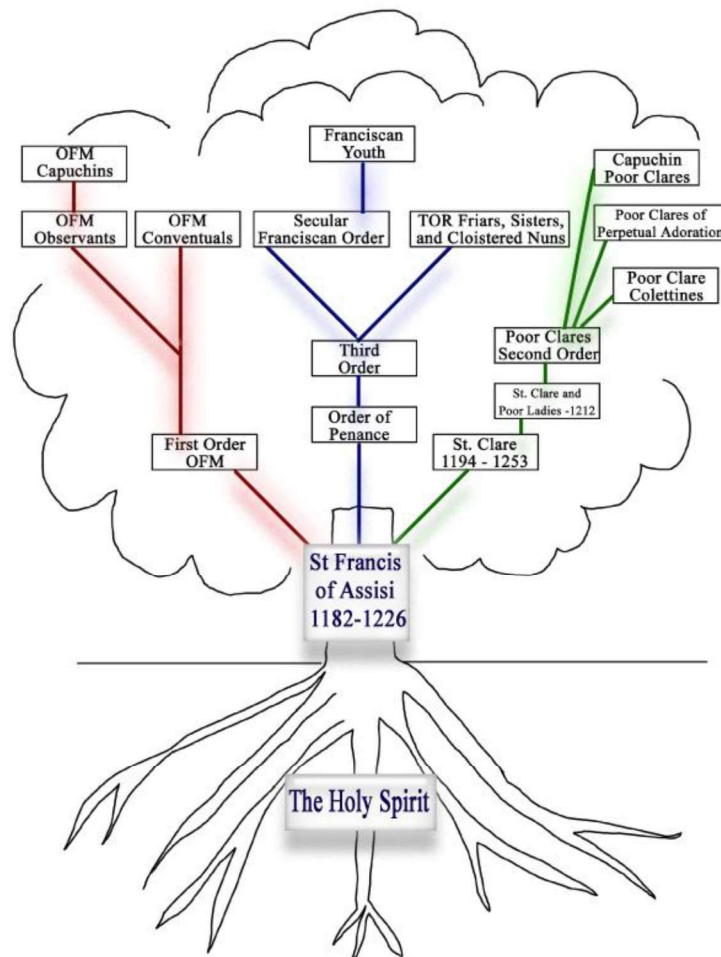 Franciscan
Youth
OFM
Capuchins
Capuchin
Poor Clares
OFM
Observants
OFM
Conventuals
Secular
Franciscan Order
TOR Friars, Sisters,
and Cloistered Nuns
Poor Clares of
Perpetual Adoration
Poor Clare
Colettines
Third
Order
Poor Clares
Second Order
St. Clare and
Poor Ladies -1212
Order of
Penance
First Order
OFM
St. Clare
1194 - 1253
St Francis
of Assisi
1182-1226
The Holy Spirit